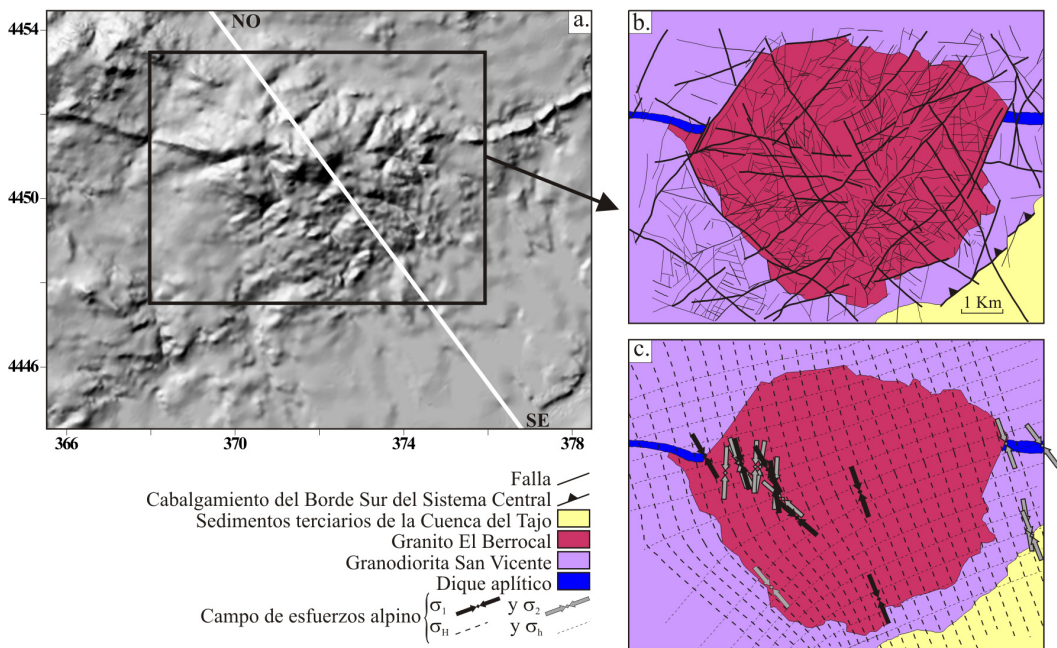 a.
NO
4454
4450
4446
SE
366
370
374
378
b.
1 Km
c.
Falla
Cabalgamiento del Borde Sur del Sistema Central
Sedimentos terciarios de la Cuenca del Tajo
Granito El Berrocal
Granodiorita San Vicente
Dique aplítico
Campo de esfuerzos alpino
σ1 y σ2
σH y σh